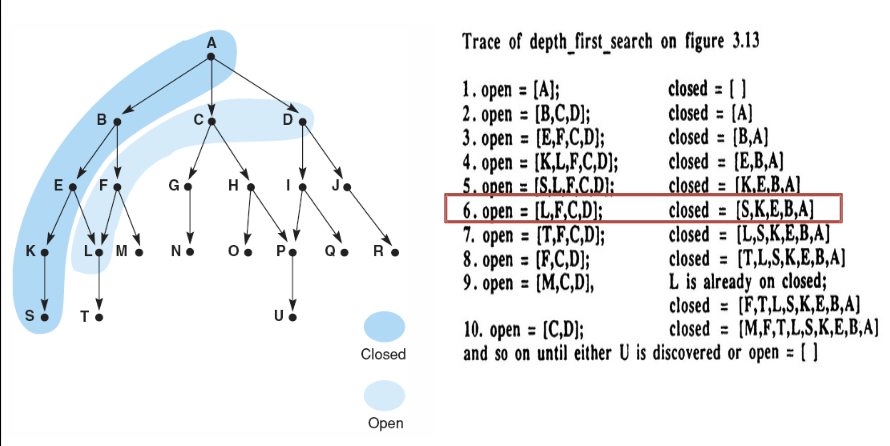 A
B
C
D
E
F
G
H
I
J
K
L
M
N
O
P
Q
R
S
T
U
Closed
Open
Trace of depth_first_search on figure 3.13
1. open = [A]; closed = [ ]
2. open = [B,C,D]; closed = [A]
3. open = [E,F,C,D]; closed = [B,A]
4. open = [K,L,F,C,D]; closed = [E,B,A]
5. open = [S,L,F,C,D]; closed = [K,E,B,A]
6. open = [L,F,C,D]; closed = [S,K,E,B,A]
7. open = [T,F,C,D]; closed = [L,S,K,E,B,A]
8. open = [F,C,D]; closed = [T,L,S,K,E,B,A]
9. open = [M,C,D], L is already on closed;
closed = [F,T,L,S,K,E,B,A]
10. open = [C,D]; closed = [M,F,T,L,S,K,E,B,A]
and so on until either U is discovered or open = [ ]